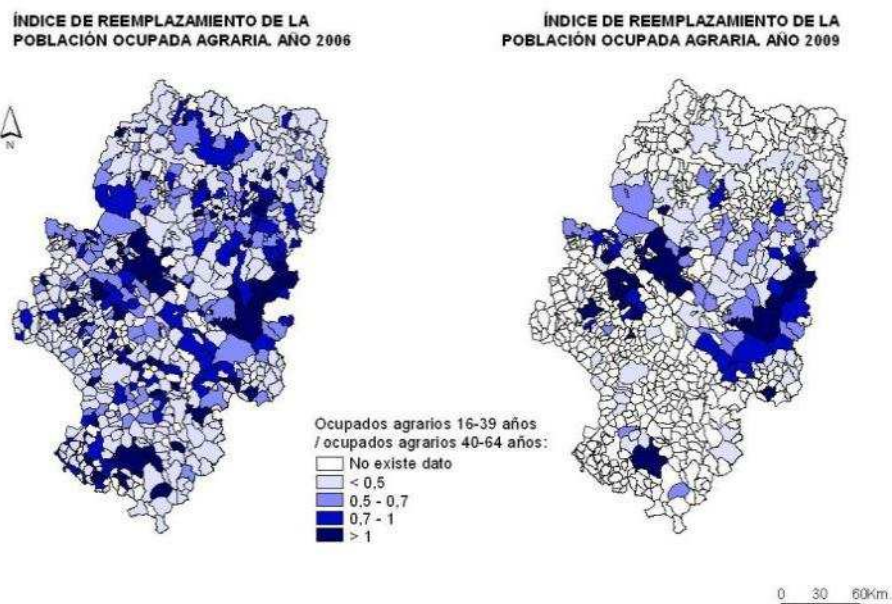 ÍNDICE DE REEMPLAZAMIENTO DE LA
POBLACIÓN OCUPADA AGRARIA. AÑO 2006
ÍNDICE DE REEMPLAZAMIENTO DE LA
POBLACIÓN OCUPADA AGRARIA. AÑO 2009
N
Ocupados agrarios 16-39 años
/ ocupados agrarios 40-64 años:
No existe dato
< 0,5
0,5 - 0,7
0,7 - 1
> 1
0 30 60Km